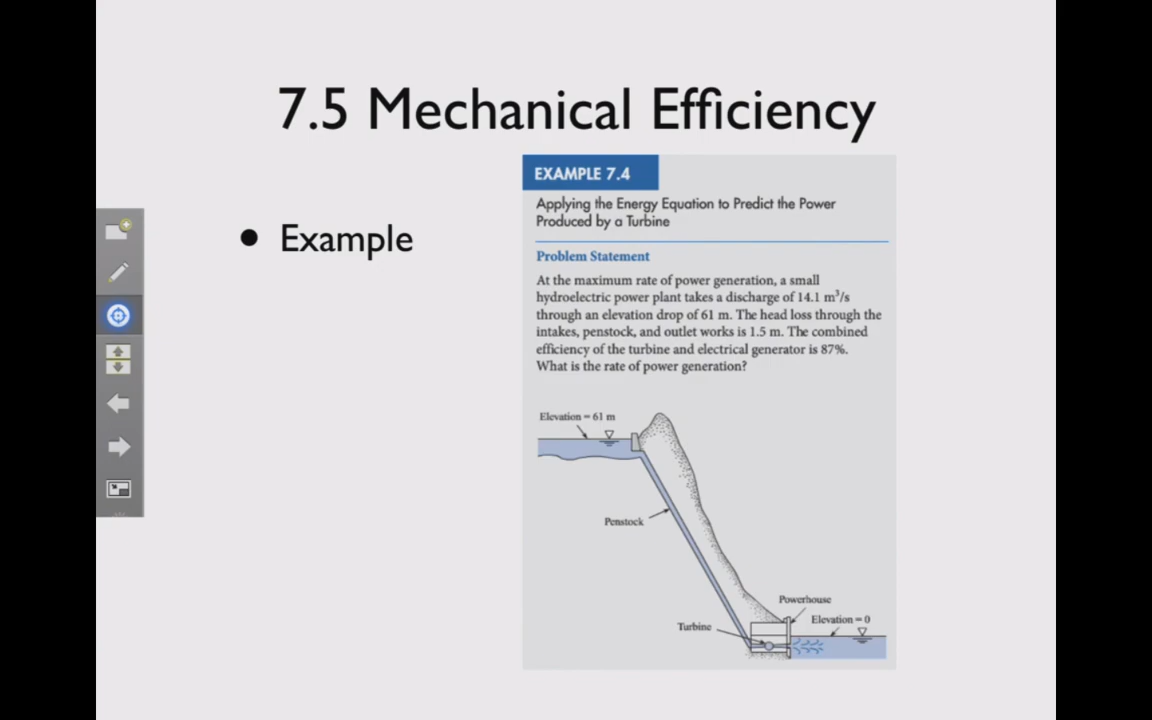 7.5 Mechanical Efficiency
• Example
EXAMPLE 7.4
Applying the Energy Equation to Predict the Power
Produced by a Turbine
Problem Statement
At the maximum rate of power generation, a small
hydroelectric power plant takes a discharge of 14.1 m³/s
through an elevation drop of 61 m. The head loss through the
intakes, penstock, and outlet works is 1.5 m. The combined
efficiency of the turbine and electrical generator is 87%.
What is the rate of power generation?
Elevation = 61 m
Penstock
Powerhouse
Elevation = 0
Turbine